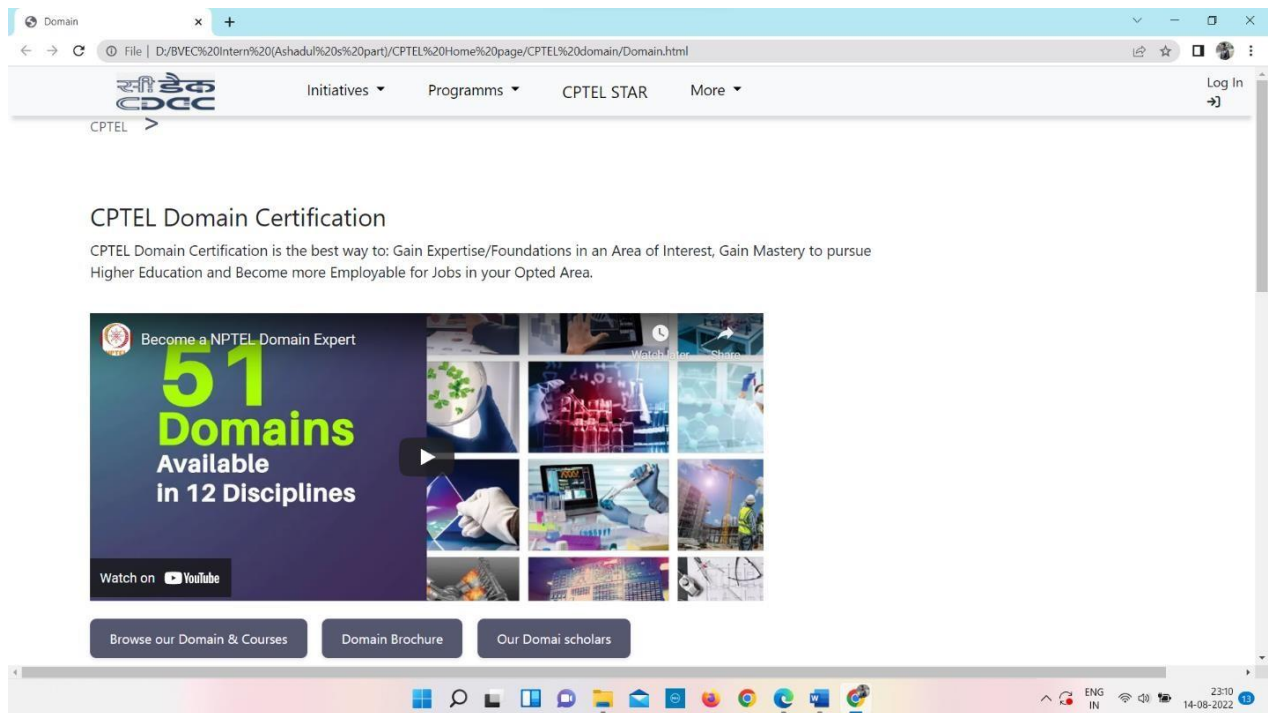 Domain
File | D:/BVEC%20Intern%20(Ashadul%20s%20part)/CPTEL%20Home%20page/CPTEL%20domain/Domain.html
सी डैक
CDAC
Initiatives
Programms
CPTEL STAR
More
Log In
CPTEL >
CPTEL Domain Certification
CPTEL Domain Certification is the best way to: Gain Expertise/Foundations in an Area of Interest, Gain Mastery to pursue
Higher Education and Become more Employable for Jobs in your Opted Area.
NPTEL
Become a NPTEL Domain Expert
Watch later
Share
51
Domains
Available
in 12 Disciplines
Watch on YouTube
Browse our Domain & Courses
Domain Brochure
Our Domai scholars
ENG
IN
23:10
14-08-2022
13